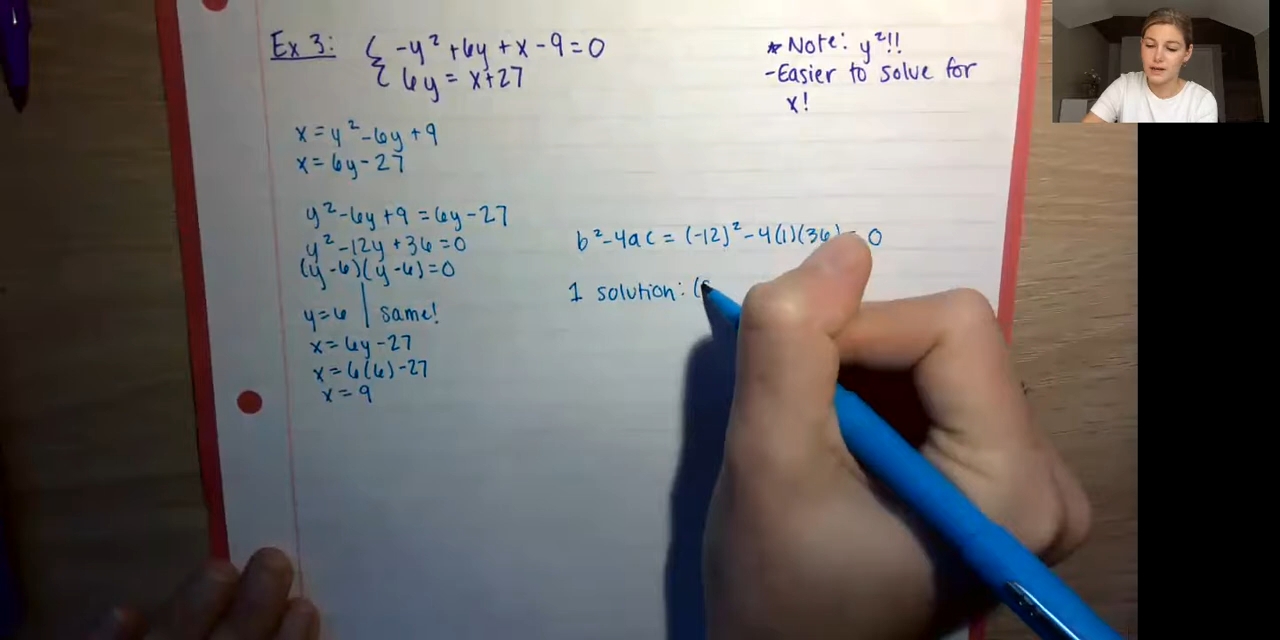 Ex 3: { -y² + 6y + x - 9 = 0
{ 6y = x + 27
* Note: y²!!
- Easier to solve for
x!
x = y² - 6y + 9
x = 6y - 27
y² - 6y + 9 = 6y - 27
y² - 12y + 36 = 0
(y - 6)(y - 6) = 0
y = 6 | same!
x = 6y - 27
x = 6(6) - 27
x = 9
b² - 4ac = (-12)² - 4(1)(36) = 0
1 solution: (